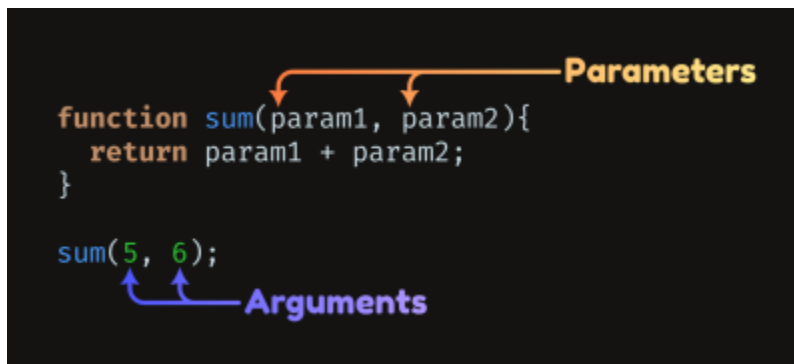 Parameters
function sum(param1, param2){
return param1 + param2;
}
sum(5, 6);
Arguments